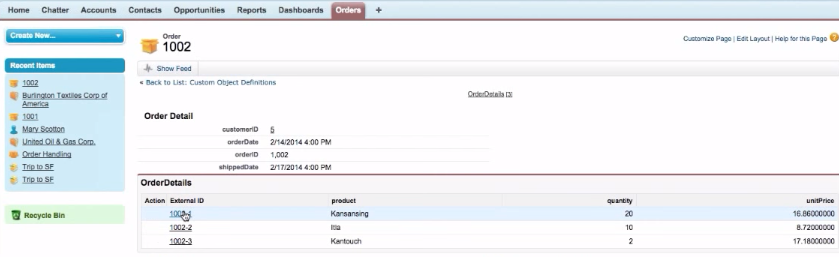 Home Chatter Accounts Contacts Opportunities Reports Dashboards Orders +
Create New...
Recent Items
1002
Burlington Textiles Corp of
America
1001
Mary Scotton
United Oil & Gas Corp.
Order Handling
Trip to SF
Trip to SF
Recycle Bin
Order
1002
Customize Page | Edit Layout | Help for this Page
Show Feed
« Back to List: Custom Object Definitions
OrderDetails [3]
Order Detail
customerID 5
orderDate 2/14/2014 4:00 PM
orderID 1,002
shippedDate 2/17/2014 4:00 PM
OrderDetails
Action External ID product quantity unitPrice
1002-1 Kansansing 20 16.86000000
1002-2 10 8.72000000
1002-3 Kantouch 2 17.18000000